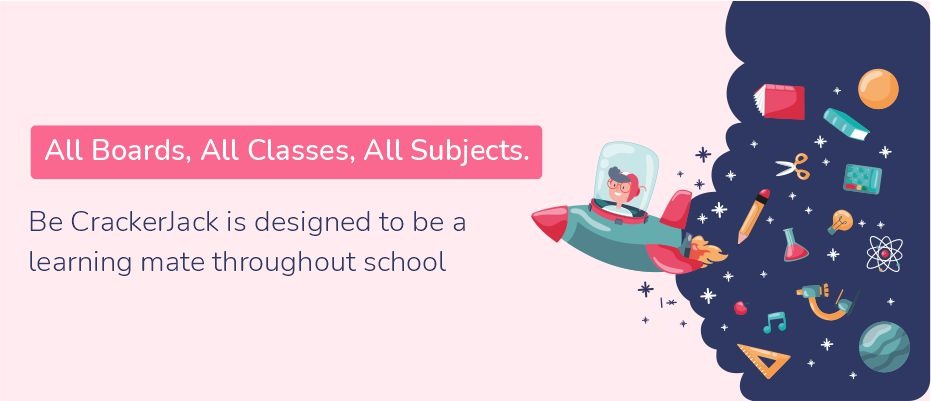 All Boards, All Classes, All Subjects.
Be CrackerJack is designed to be a
learning mate throughout school